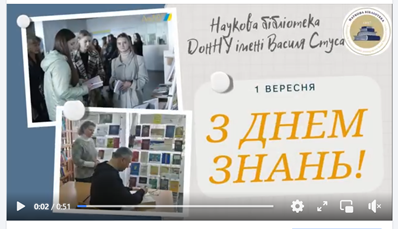 Наукова бібліотека
ДонНУ імені Василя Стуса
1 ВЕРЕСНЯ
З ДНЕМ
ЗНАНЬ!
0:02 / 0:51